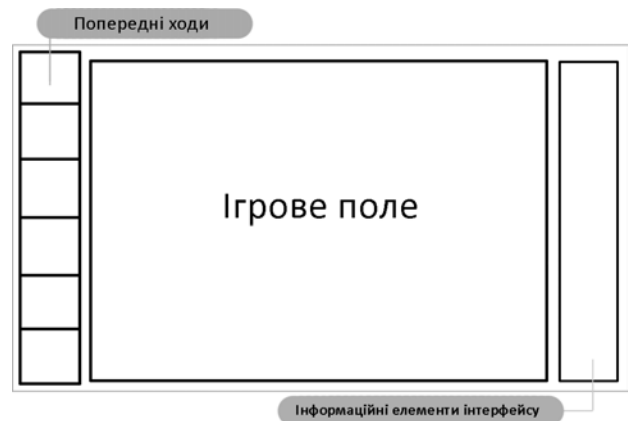 Попередні ходи
Ігрове поле
Інформаційні елементи інтерфейсу